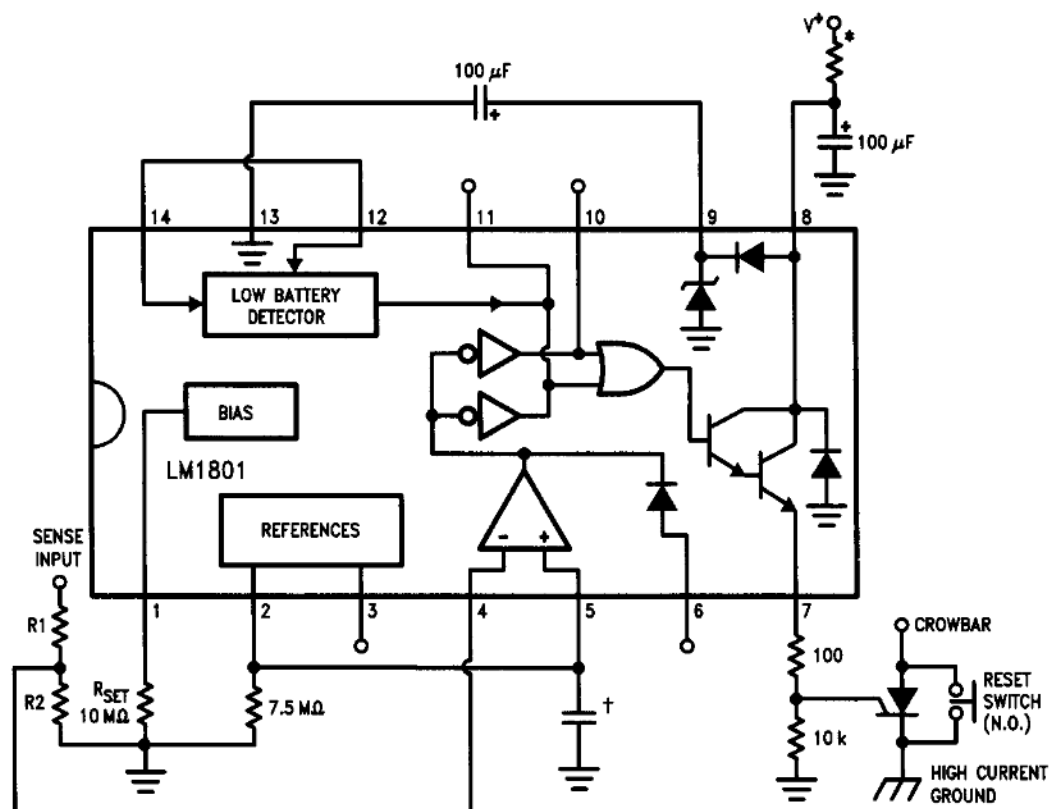 V+
*
100 μF
+
+
100 μF
14
13
12
11
10
9
8
LOW BATTERY
DETECTOR
BIAS
LM1801
REFERENCES
-
+
SENSE
INPUT
1
2
3
4
5
6
7
R1
CROWBAR
100
R2
RSET
10 MΩ
7.5 MΩ
†
RESET
SWITCH
(N.O.)
10 k
HIGH CURRENT
GROUND